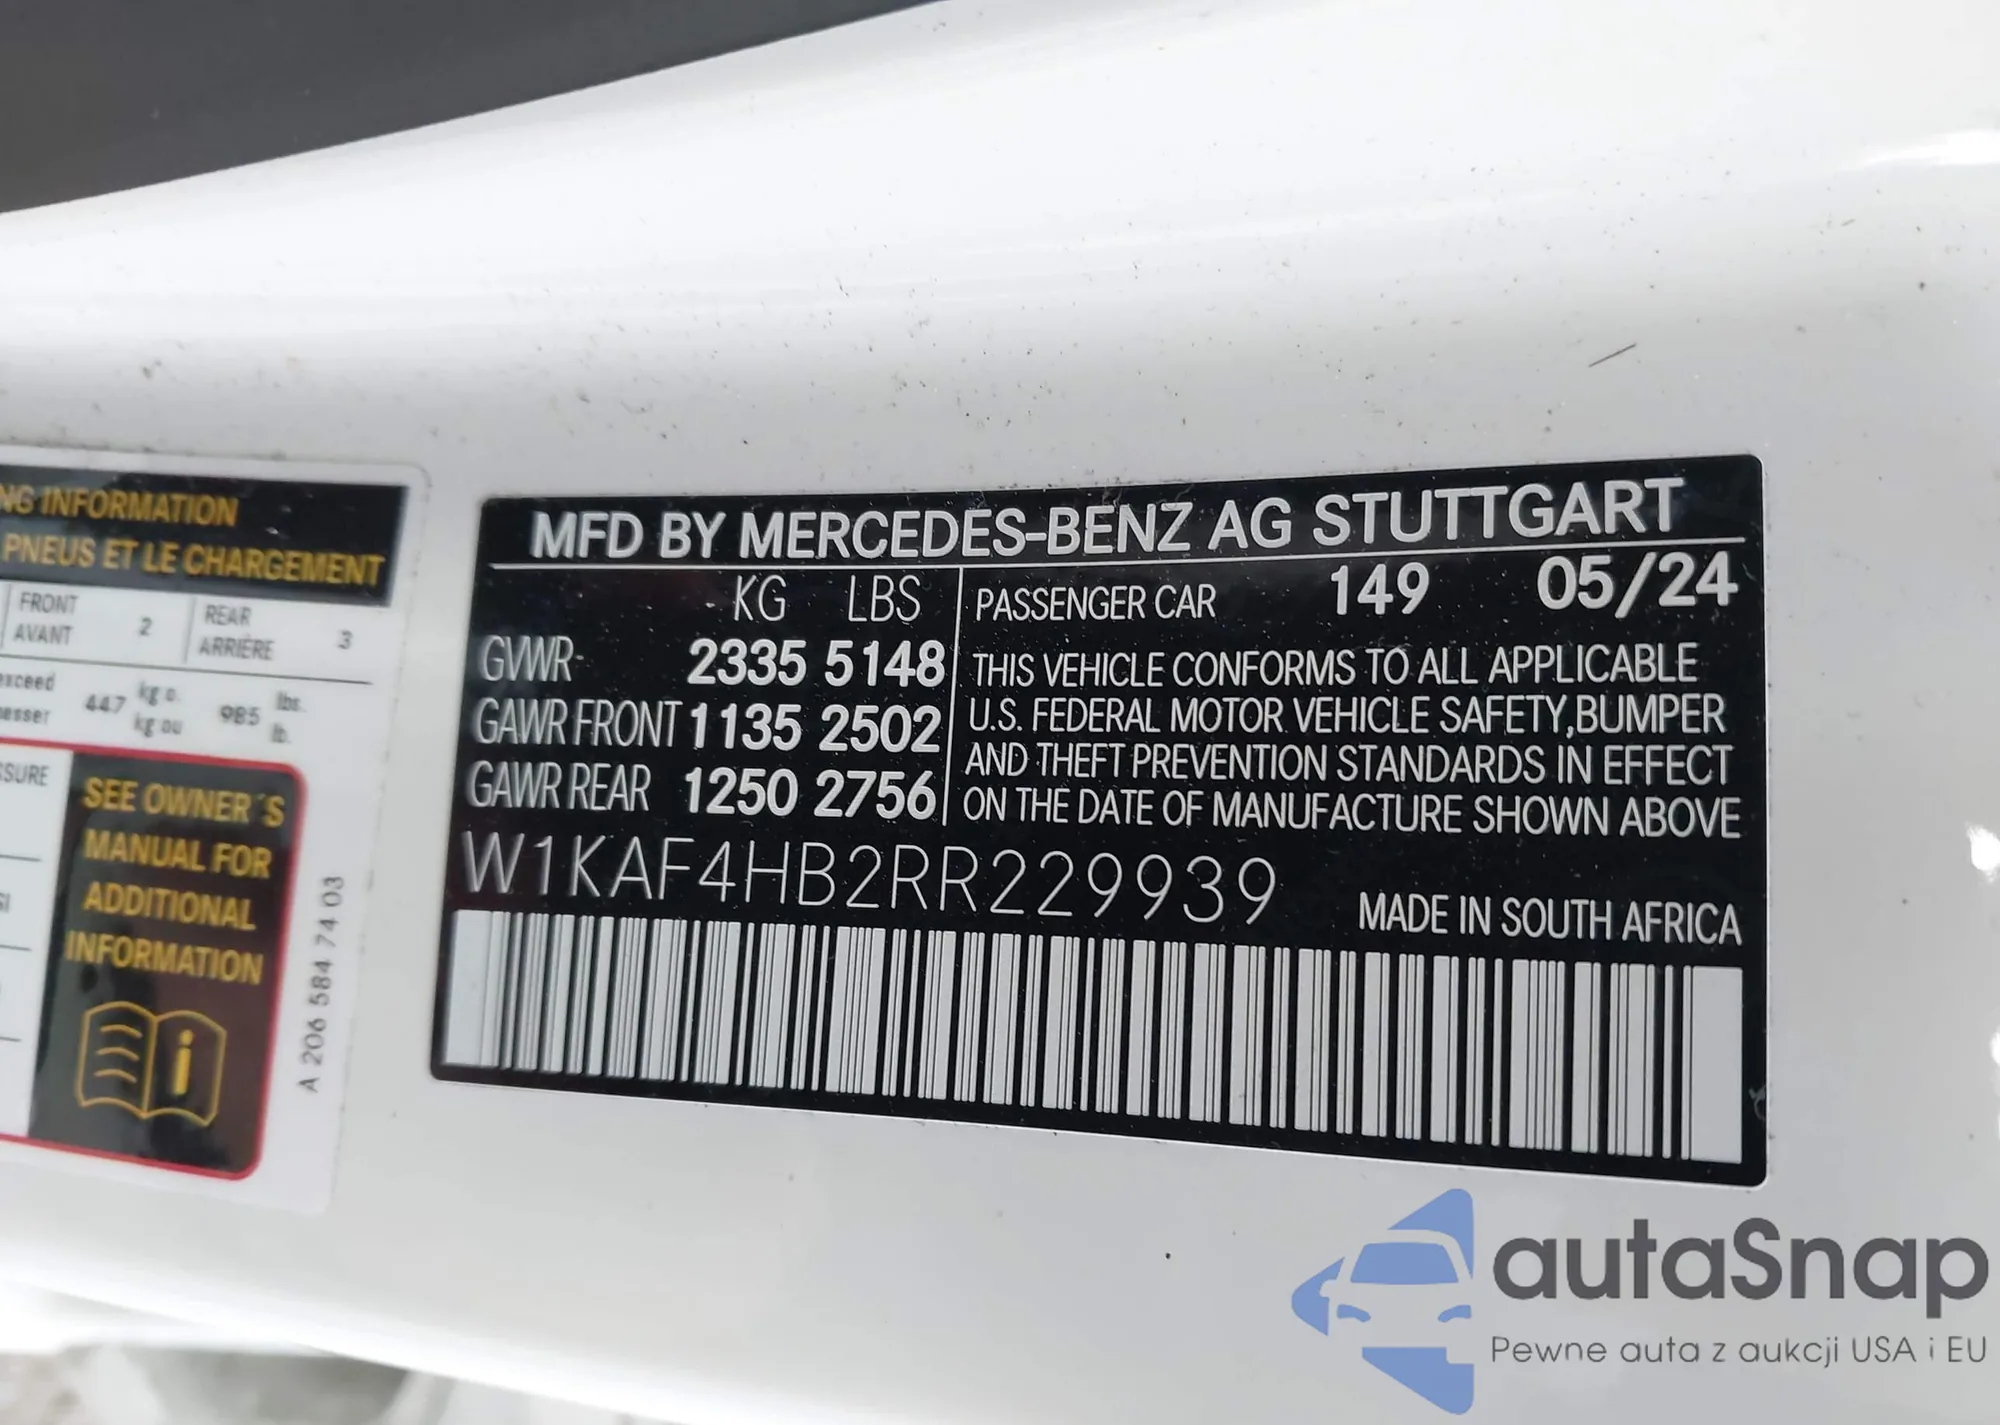 NG INFORMATION
PNEUS ET LE CHARGEMENT
FRONT
AVANT
2
REAR
ARRIÈRE
3
exceed
447
kg o.
kg ou
985
lbs.
lb.
SEE OWNER´S
MANUAL FOR
ADDITIONAL
INFORMATION
i
A 206 584 74 03
MFD BY MERCEDES-BENZ AG STUTTGART
KG LBS
PASSENGER CAR 149 05/24
GVWR 2335 5148
GAWR FRONT 1135 2502
GAWR REAR 1250 2756
THIS VEHICLE CONFORMS TO ALL APPLICABLE
U.S. FEDERAL MOTOR VEHICLE SAFETY,BUMPER
AND THEFT PREVENTION STANDARDS IN EFFECT
ON THE DATE OF MANUFACTURE SHOWN ABOVE
W1KAF4HB2RR229939
MADE IN SOUTH AFRICA
autaSnap
Pewne auta z aukcji USA i EU